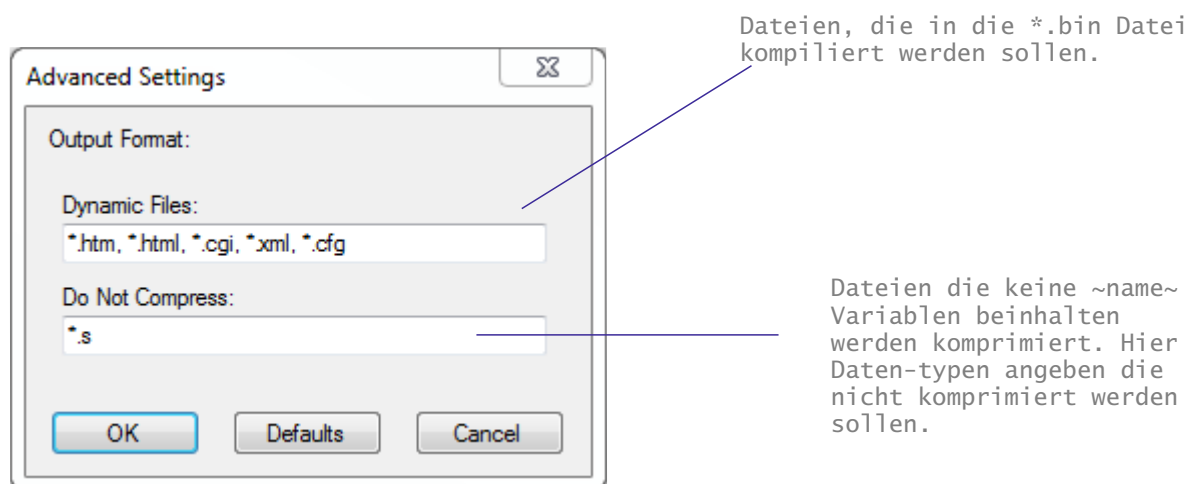 Dateien, die in die *.bin Datei
kompiliert werden sollen.
Advanced Settings
Output Format:
Dynamic Files:
*.htm, *.html, *.cgi, *.xml, *.cfg
Do Not Compress:
*.s
Dateien die keine ~name~
Variablen beinhalten
werden komprimiert. Hier
Daten-typen angeben die
nicht komprimiert werden
sollen.
OK
Defaults
Cancel